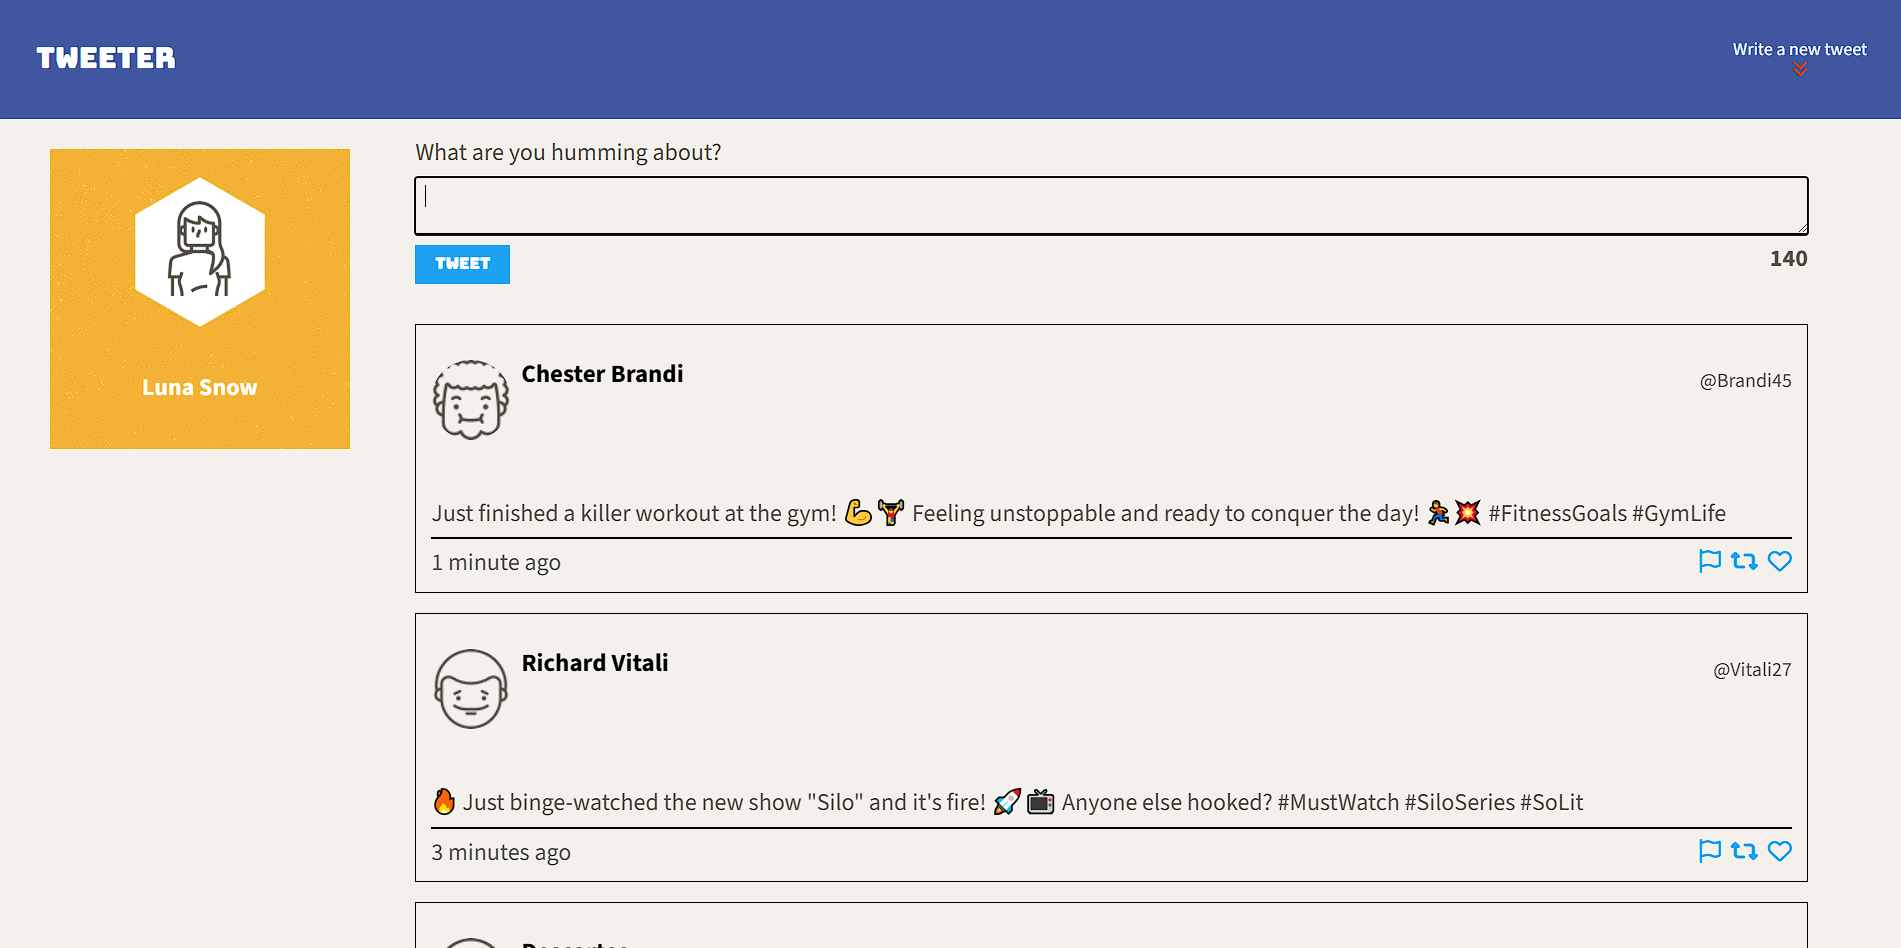 TWEETER
Write a new tweet
Luna Snow
What are you humming about?
TWEET
140
Chester Brandi
@Brandi45
Just finished a killer workout at the gym! 💪🏋️ Feeling unstoppable and ready to conquer the day! 🏃💥 #FitnessGoals #GymLife
1 minute ago
Richard Vitali
@Vitali27
🔥 Just binge-watched the new show "Silo" and it's fire! 🚀📺 Anyone else hooked? #MustWatch #SiloSeries #SoLit
3 minutes ago